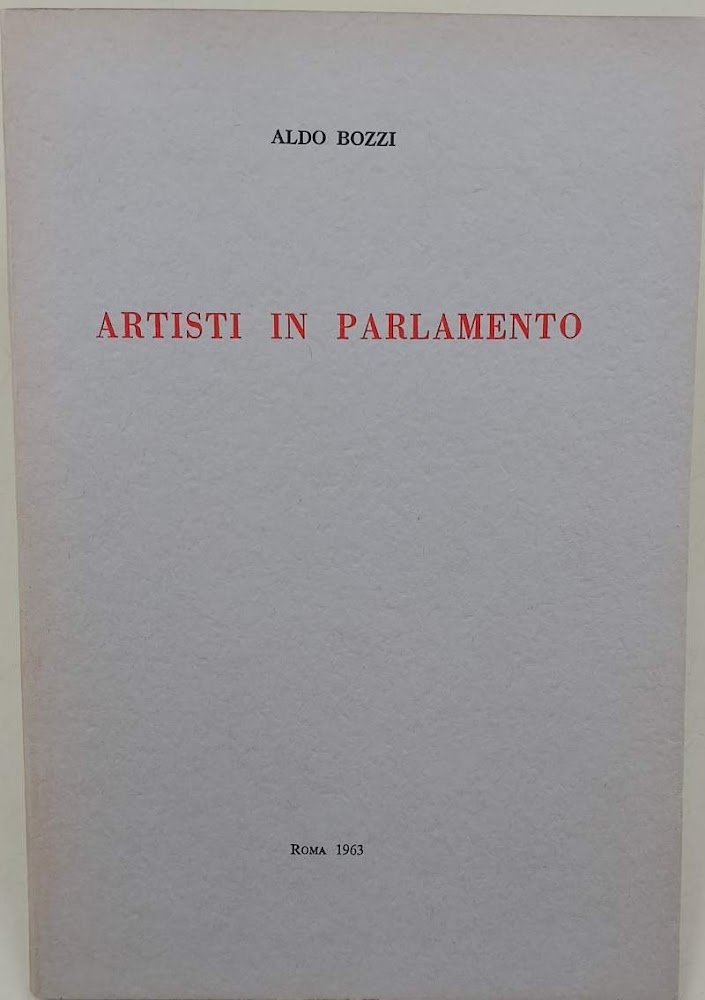 ALDO BOZZI
ARTISTI IN PARLAMENTO
ROMA 1963